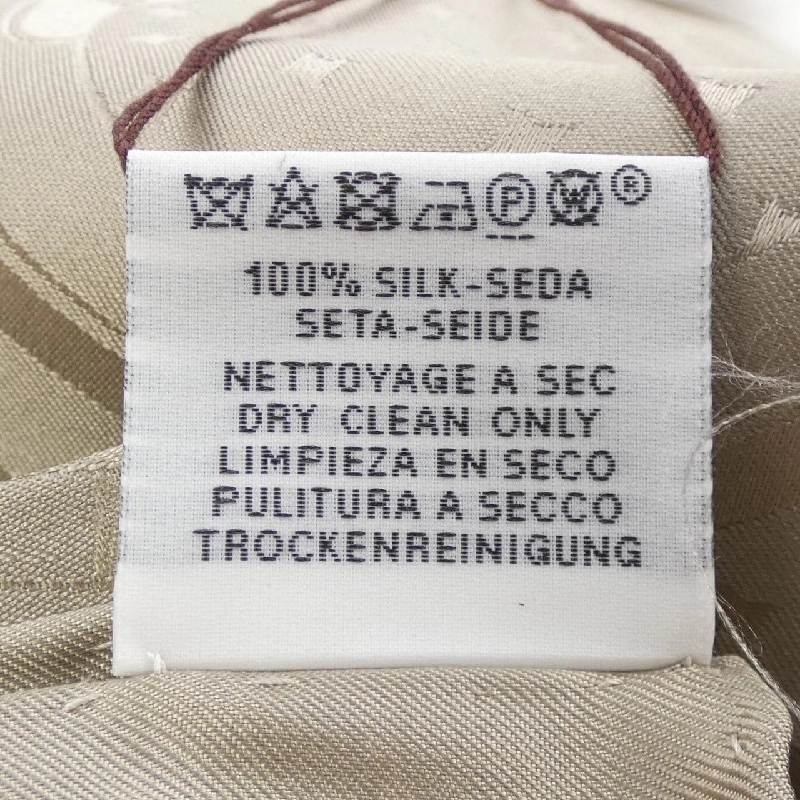 P W ®
100% SILK-SEDA
SETA-SEIDE
NETTOYAGE A SEC
DRY CLEAN ONLY
LIMPIEZA EN SECO
PULITURA A SECCO
TROCKENREINIGUNG